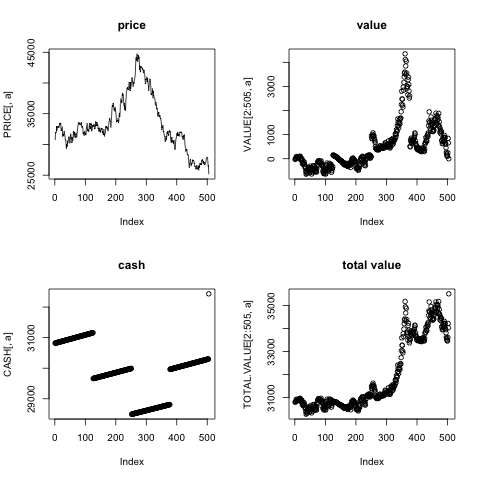 price
PRICE[, a]
25000 35000 45000
0 100 200 300 400 500
Index
value
VALUE[2:505, a]
0 1000 3000
0 100 200 300 400 500
Index
cash
CASH[, a]
29000 31000
0 100 200 300 400 500
Index
total value
TOTAL.VALUE[2:505, a]
31000 33000 35000
0 100 200 300 400 500
Index